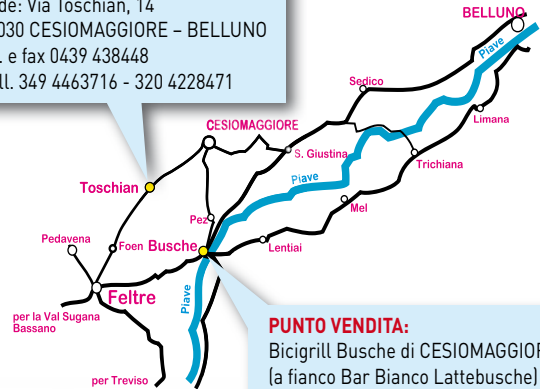 de: Via Toschian, 14
030 CESIOMAGGIORE – BELLUNO
. e fax 0439 438448
ll. 349 4463716 - 320 4228471
BELLUNO
Piave
Sedico
Limana
CESIOMAGGIORE
S. Giustina
Trichiana
Toschian
Piave
Mel
Pez
Pedavena
Foen
Busche
Lentiai
Feltre
Piave
per la Val Sugana
Bassano
per Treviso
PUNTO VENDITA:
Bicigrill Busche di CESIOMAGGIOR
(a fianco Bar Bianco Lattebusche)